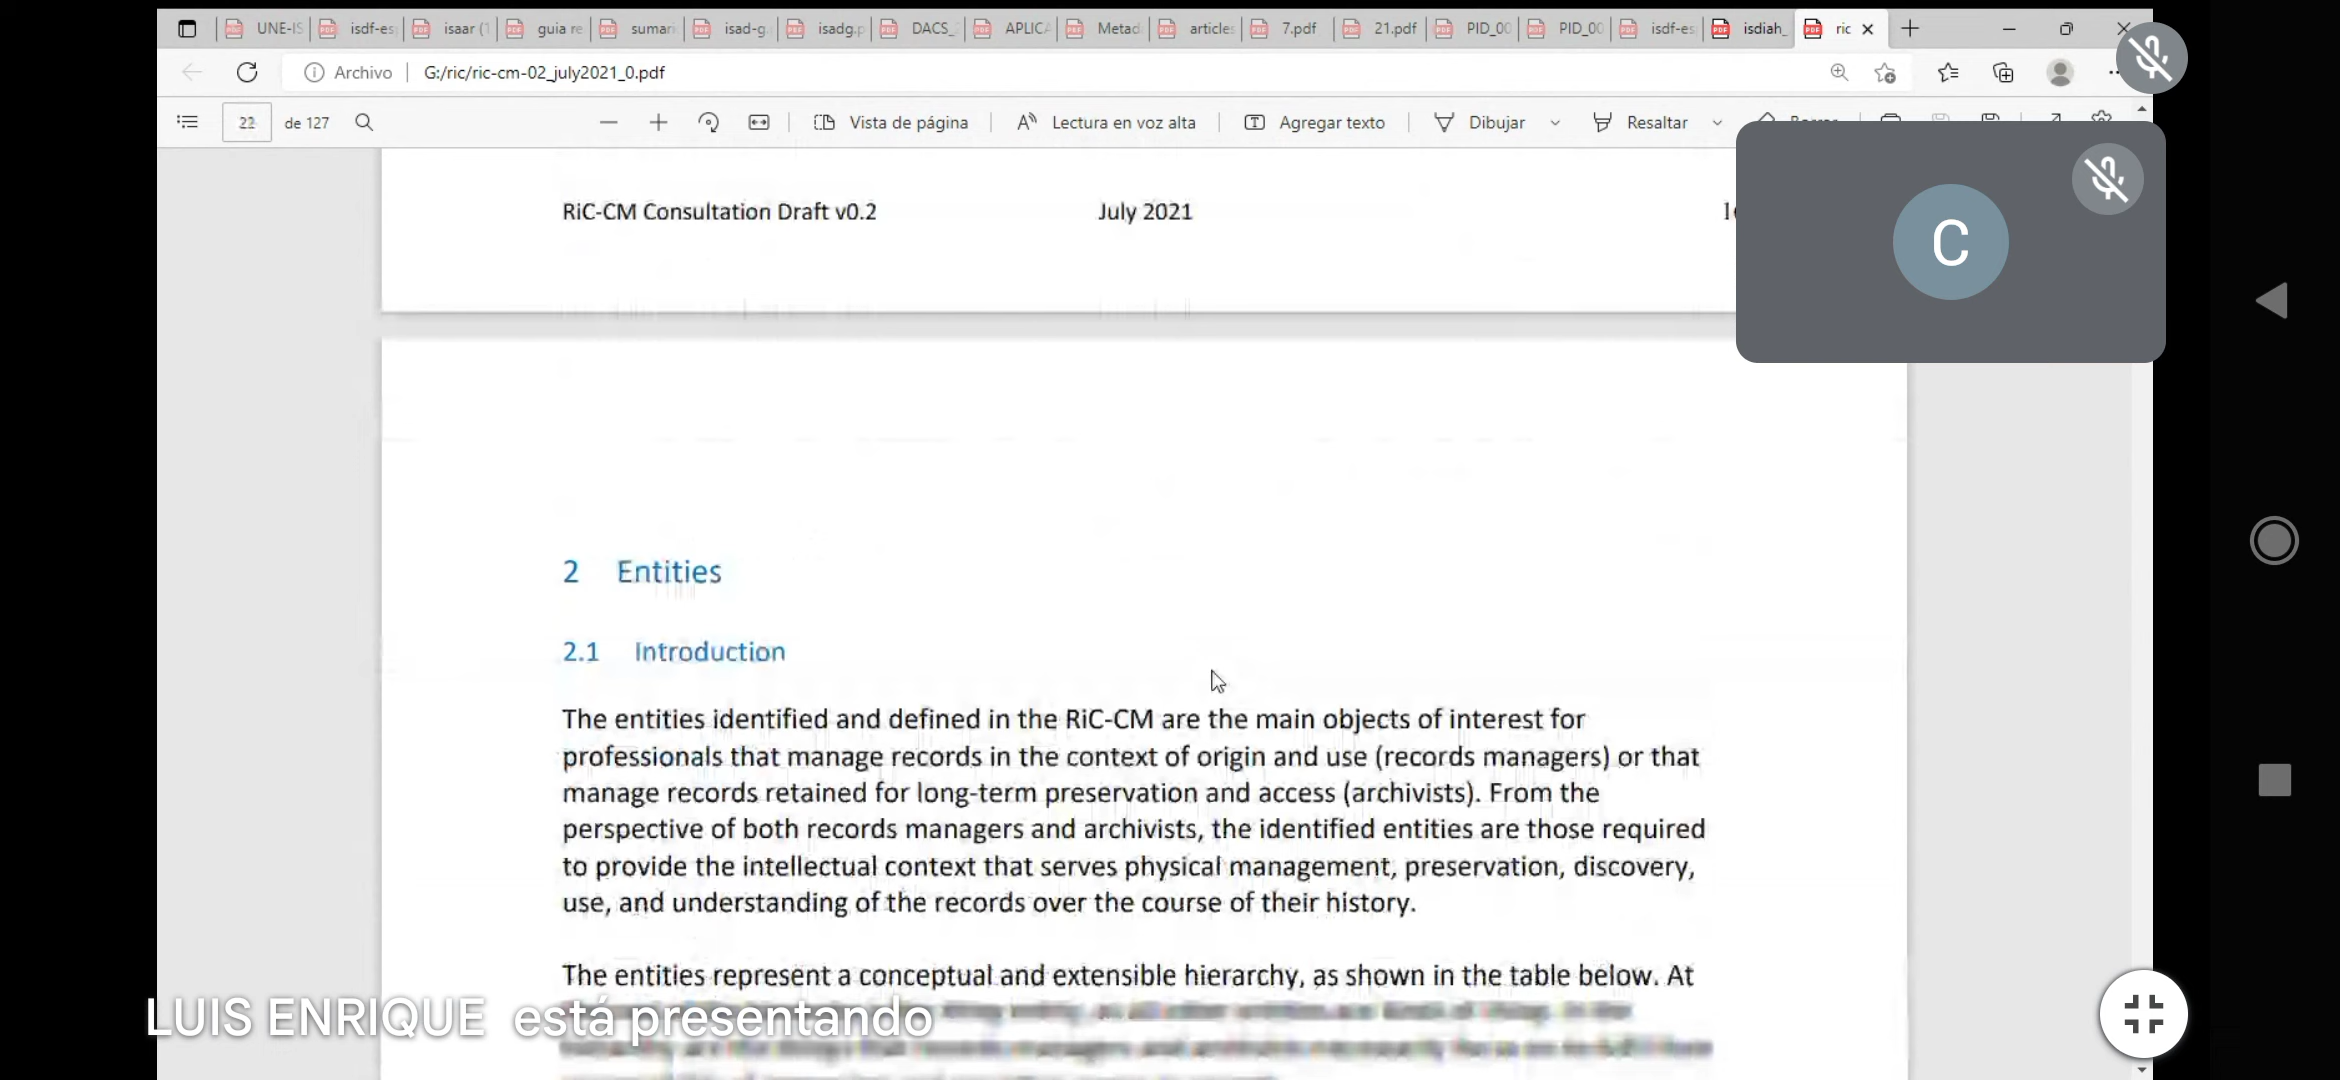 UNE-IS isdf-es isaar (1 guia re sumari isad-g. isadg.p DACS_ APLICA Metad articles 7.pdf 21.pdf PID_00 PID_00 isdf-es isdiah_ ric
Archivo G:/ric/ric-cm-02_july2021_0.pdf
22 de 127 Vista de página Lectura en voz alta Agregar texto Dibujar Resaltar
RiC-CM Consultation Draft v0.2 July 2021
C
2 Entities
2.1 Introduction
The entities identified and defined in the RiC-CM are the main objects of interest for
professionals that manage records in the context of origin and use (records managers) or that
manage records retained for long-term preservation and access (archivists). From the
perspective of both records managers and archivists, the identified entities are those required
to provide the intellectual context that serves physical management, preservation, discovery,
use, and understanding of the records over the course of their history.
The entities represent a conceptual and extensible hierarchy, as shown in the table below. At
LUIS ENRIQUE está presentando